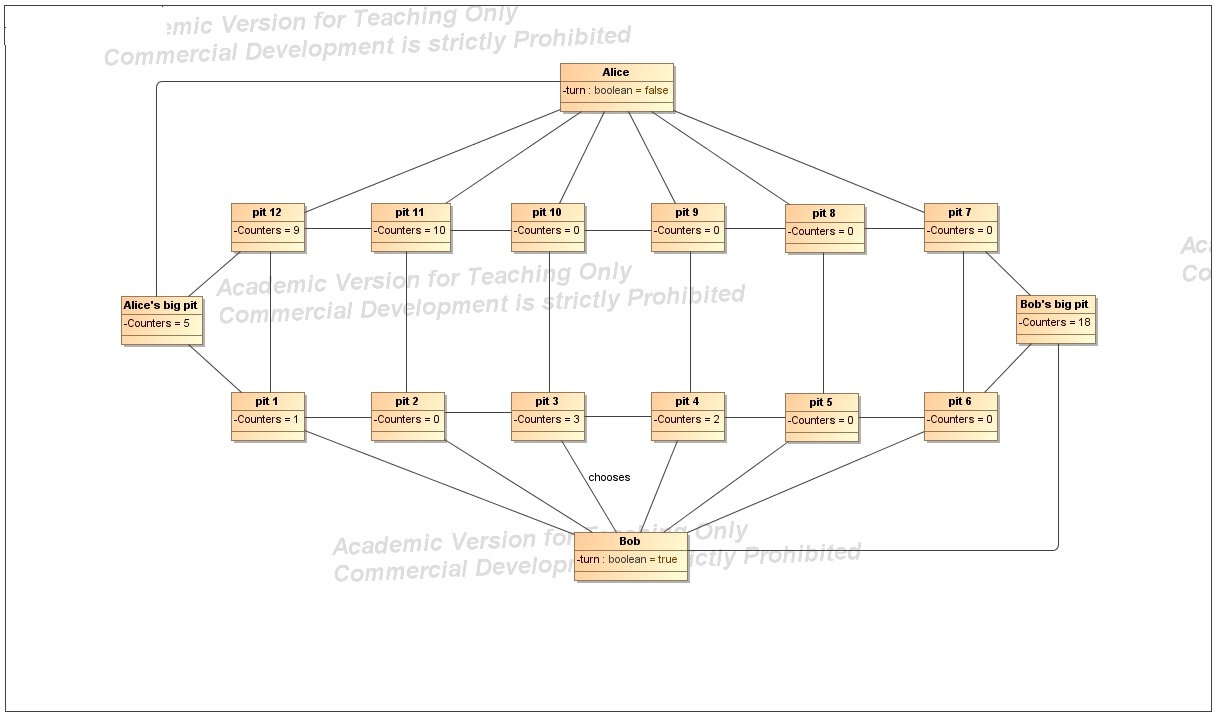 emic Version for Teaching Only
Commercial Development is strictly Prohibited
Alice
-turn : boolean = false
pit 12
-Counters = 9
pit 11
-Counters = 10
pit 10
-Counters = 0
pit 9
-Counters = 0
pit 8
-Counters = 0
pit 7
-Counters = 0
Academic Version for Teaching Only
Commercial Development is strictly Prohibited
Ac
Co
Alice's big pit
-Counters = 5
Bob's big pit
-Counters = 18
pit 1
-Counters = 1
pit 2
-Counters = 0
pit 3
-Counters = 3
pit 4
-Counters = 2
pit 5
-Counters = 0
pit 6
-Counters = 0
chooses
Academic Version for Teaching Only
Commercial Develop ctly Prohibited
Bob
-turn : boolean = true